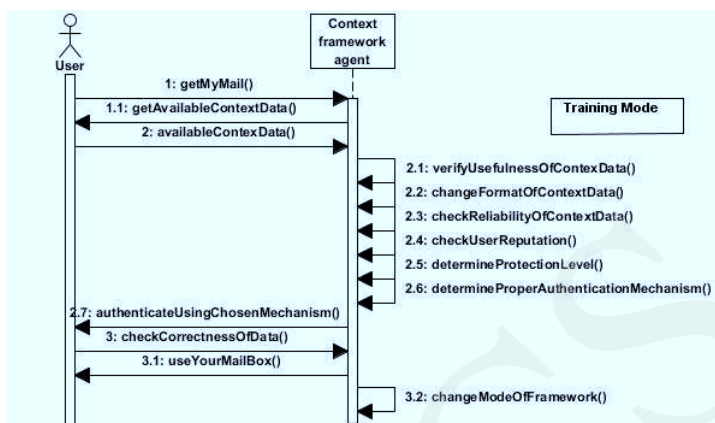 User
Context
framework
agent
Training Mode
1: getMyMail()
1.1: getAvailableContextData()
2: availableContexData()
2.1: verifyUsefulnessOfContexData()
2.2: changeFormatOfContextData()
2.3: checkReliabilityOfContextData()
2.4: checkUserReputation()
2.5: determineProtectionLevel()
2.6: determineProperAuthenticationMechanism()
2.7: authenticateUsingChosenMechanism()
3: checkCorrectnessOfData()
3.1: useYourMailBox()
3.2: changeModeOfFramework()